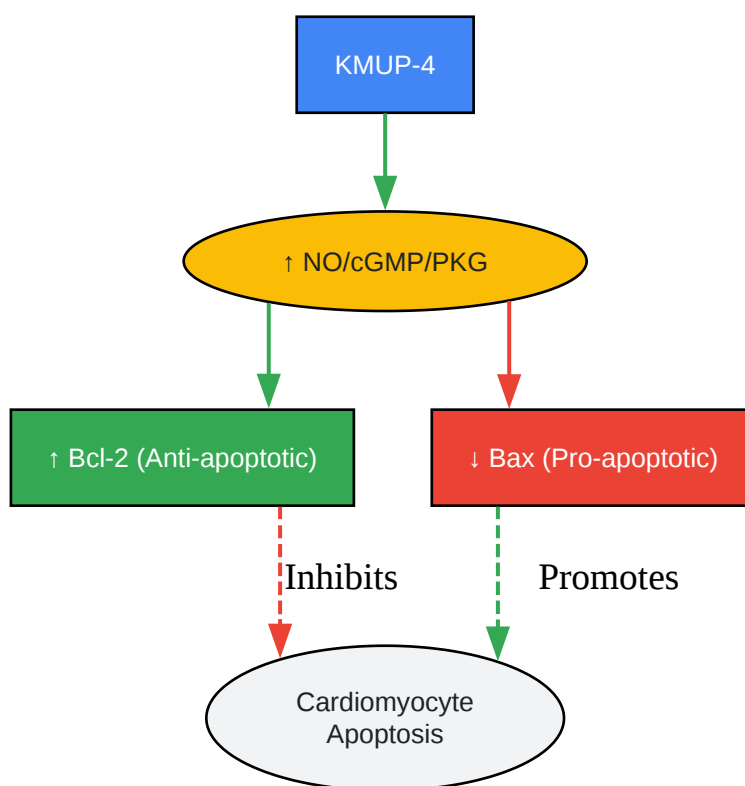 KMUP-4
↑ NO/cGMP/PKG
↑ Bcl-2 (Anti-apoptotic)
↓ Bax (Pro-apoptotic)
Inhibits
Promotes
Cardiomyocyte
Apoptosis